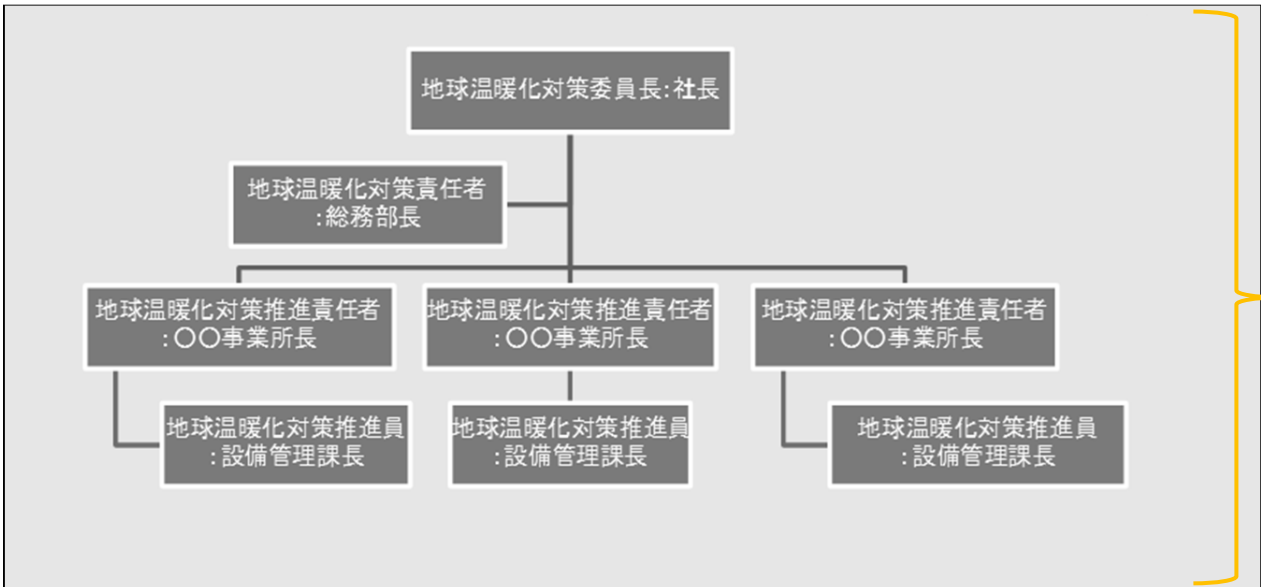 地球温暖化対策委員長:社長
地球温暖化対策責任者
:総務部長
地球温暖化対策推進責任者
:〇〇事業所長
地球温暖化対策推進責任者
:〇〇事業所長
地球温暖化対策推進責任者
:〇〇事業所長
地球温暖化対策推進員
:設備管理課長
地球温暖化対策推進員
:設備管理課長
地球温暖化対策推進員
:設備管理課長